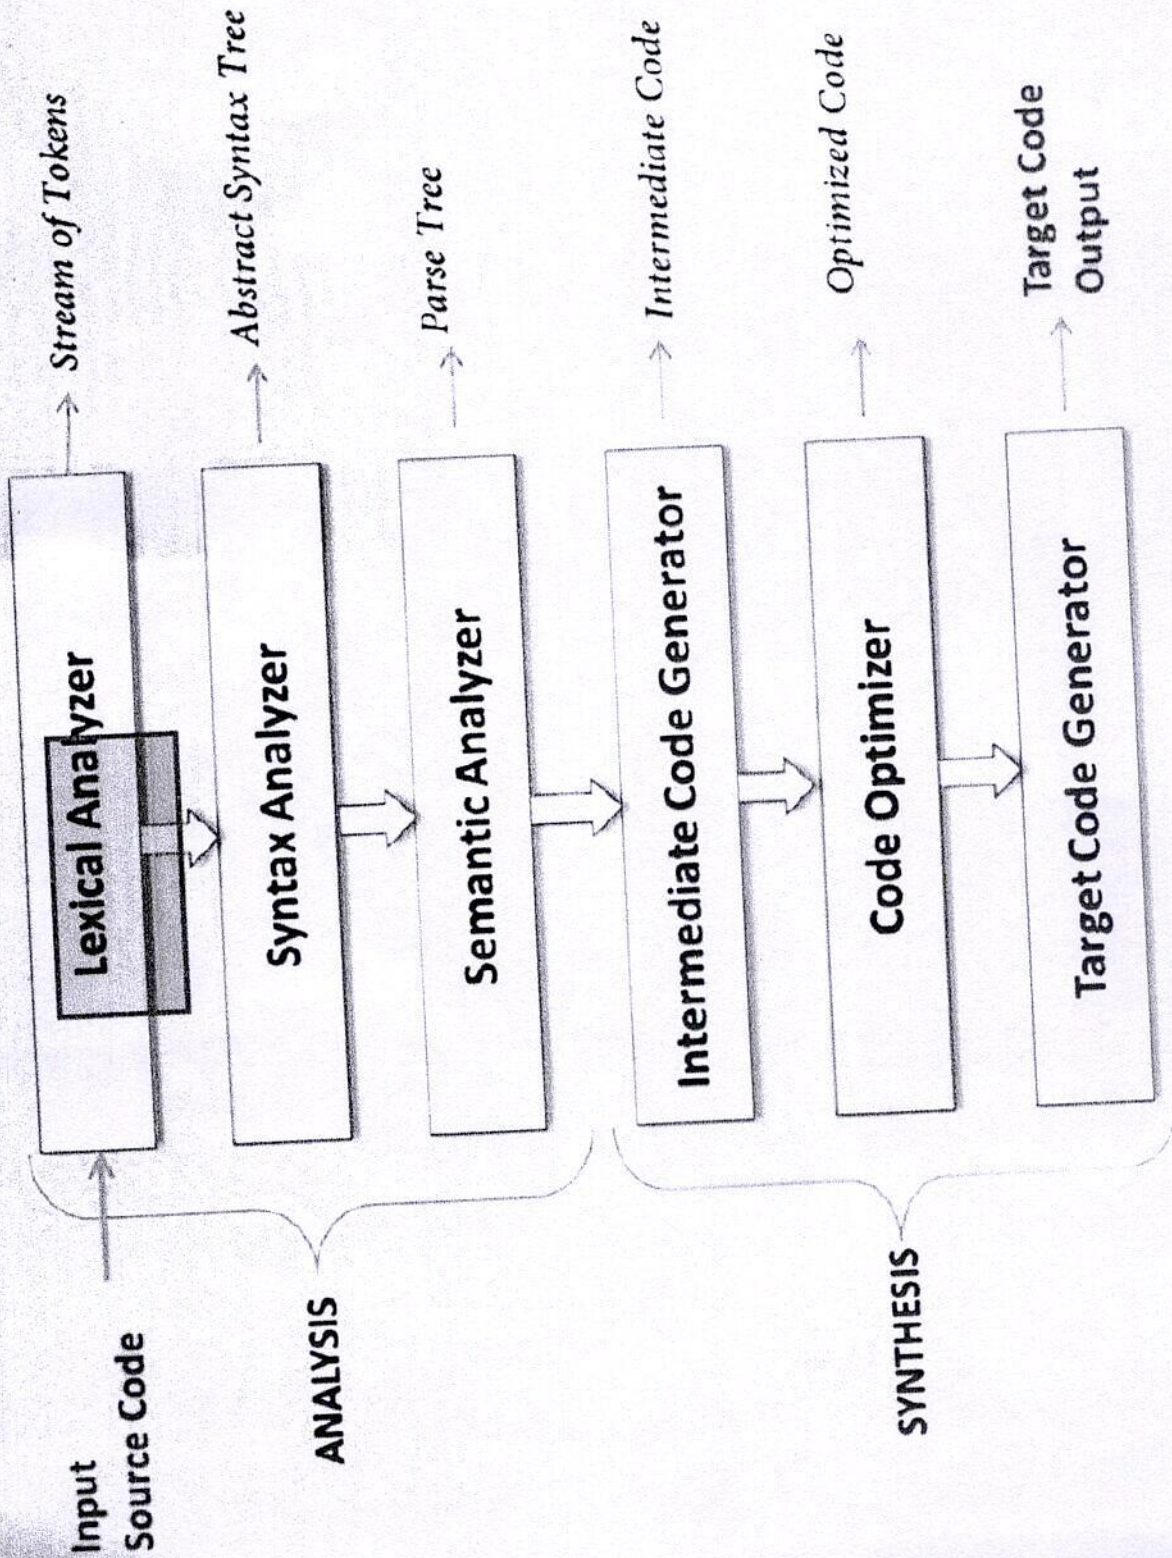 Input
Source Code
Lexical Analyzer
Stream of Tokens
Syntax Analyzer
Abstract Syntax Tree
ANALYSIS
Semantic Analyzer
Parse Tree
Intermediate Code Generator
Intermediate Code
SYNTHESIS
Code Optimizer
Optimized Code
Target Code Generator
Target Code
Output